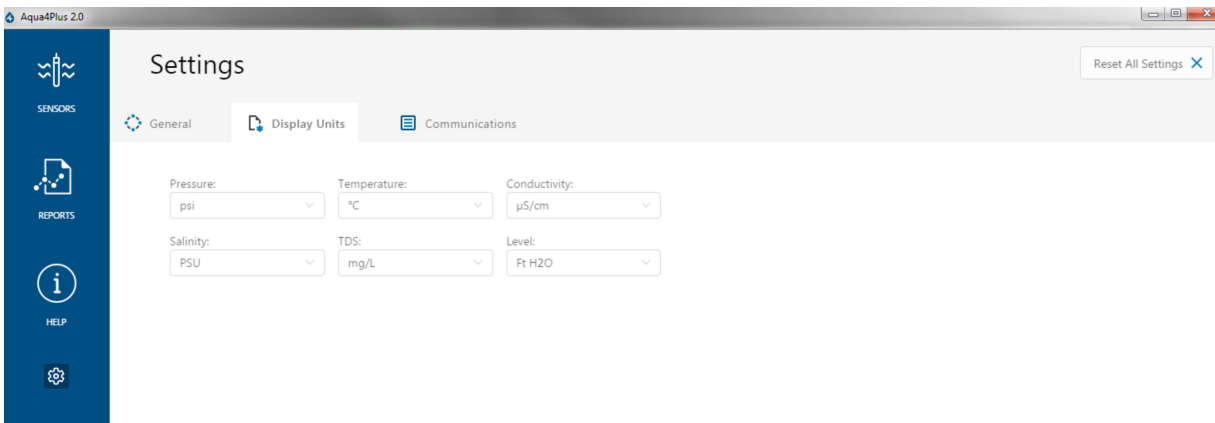 Aqua4Plus 2.0
SENSORS
REPORTS
i
HELP
Settings
Reset All Settings
General
Display Units
Communications
Pressure: Temperature: Conductivity:
psi °C µS/cm
Salinity: TDS: Level:
PSU mg/L Ft H2O